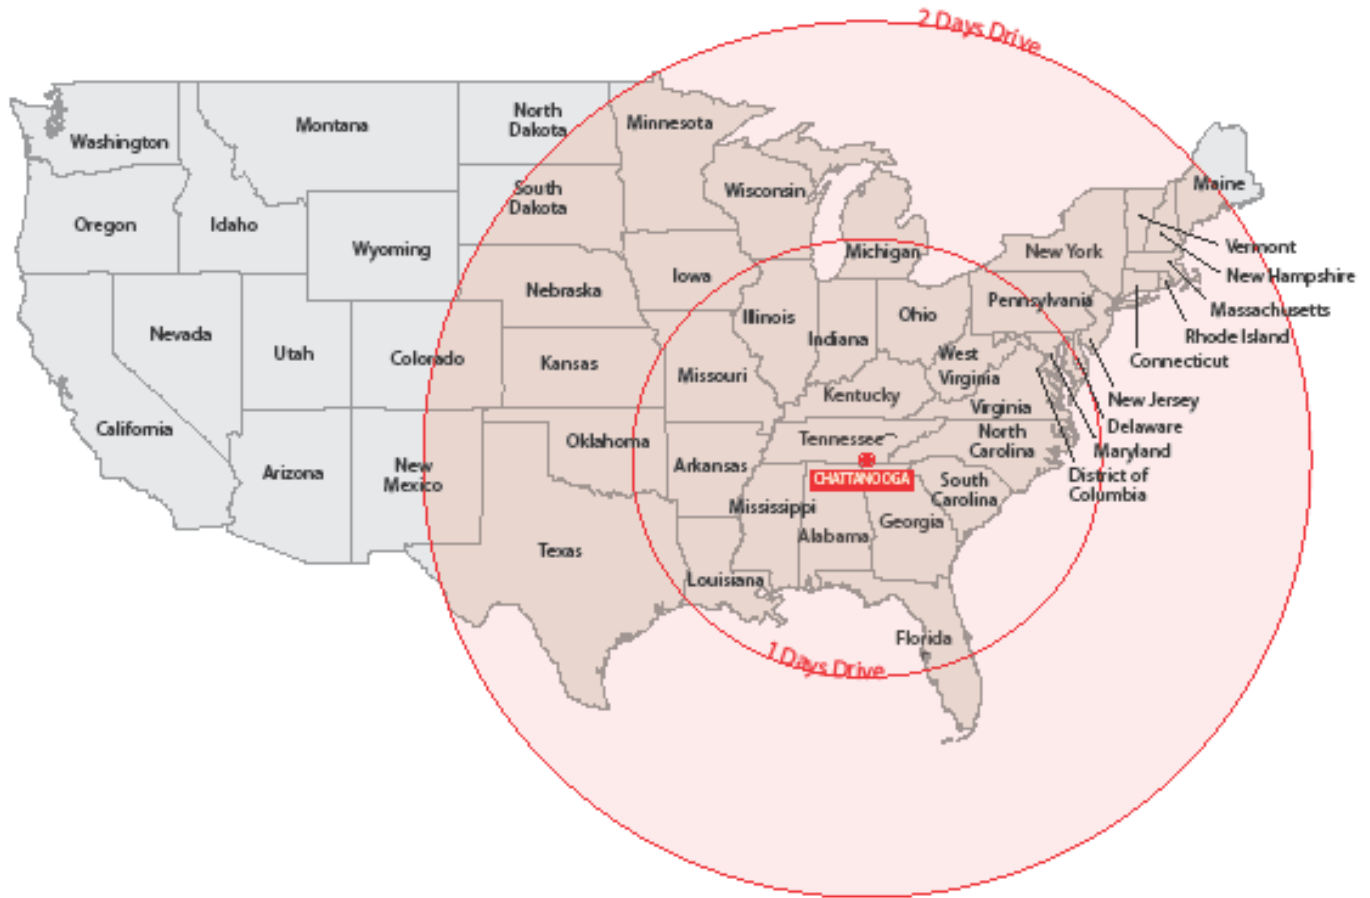 2 Days Drive
Washington
Montana
North
Dakota
Minnesota
Oregon
Idaho
Wyoming
South
Dakota
Wisconsin
Michigan
New York
Maine
Vermont
New Hampshire
Massachusetts
Rhode Island
Connecticut
Nevada
Utah
Colorado
Nebraska
Iowa
Illinois
Indiana
Ohio
Pennsylvania
New Jersey
Delaware
Maryland
District of
Columbia
California
Arizona
New
Mexico
Kansas
Missouri
Kentucky
West
Virginia
Virginia
Oklahoma
Arkansas
Tennessee
North
Carolina
CHATTANOOGA
South
Carolina
Texas
Louisiana
Mississippi
Alabama
Georgia
Florida
1 Days Drive